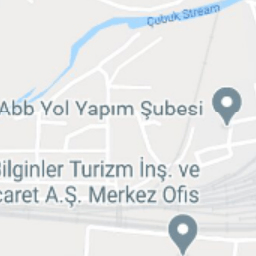 Çubuk Stream
Abb Yol Yapım Şubesi
Bilginler Turizm İnş. ve
caret A.Ş. Merkez Ofis